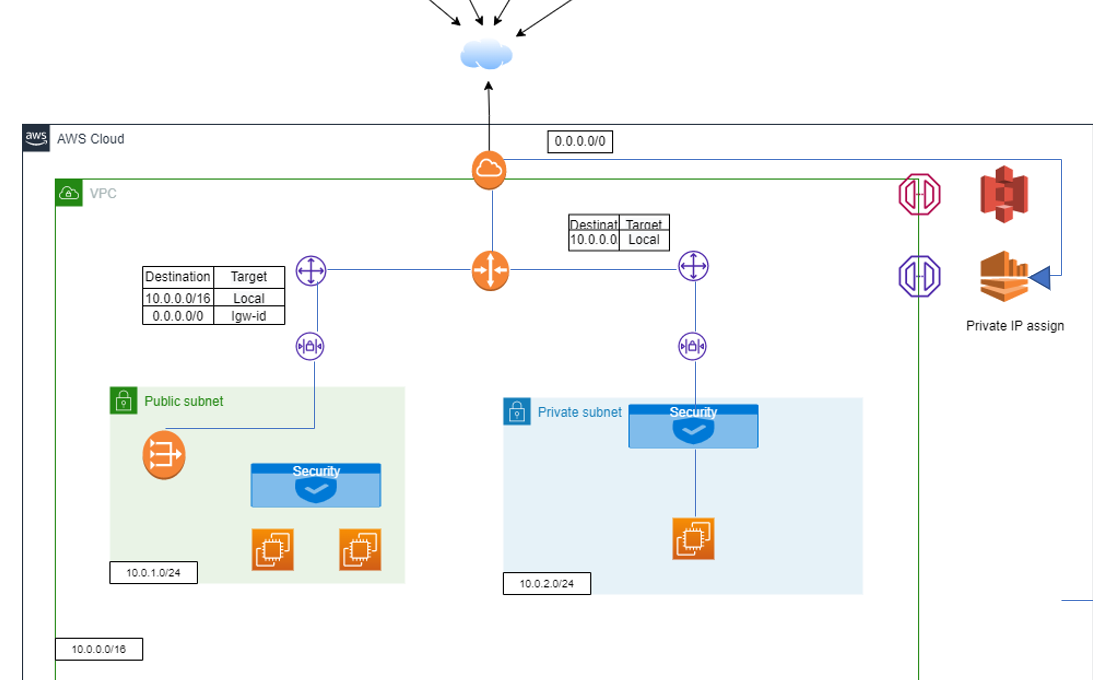 0.0.0.0/0
aws AWS Cloud
VPC
Destinat Target
10.0.0.0 Local
Destination Target
10.0.0.0/16 Local
0.0.0.0/0 Igw-id
Private IP assign
Public subnet
Private subnet
Security
Security
10.0.1.0/24
10.0.2.0/24
10.0.0.0/16